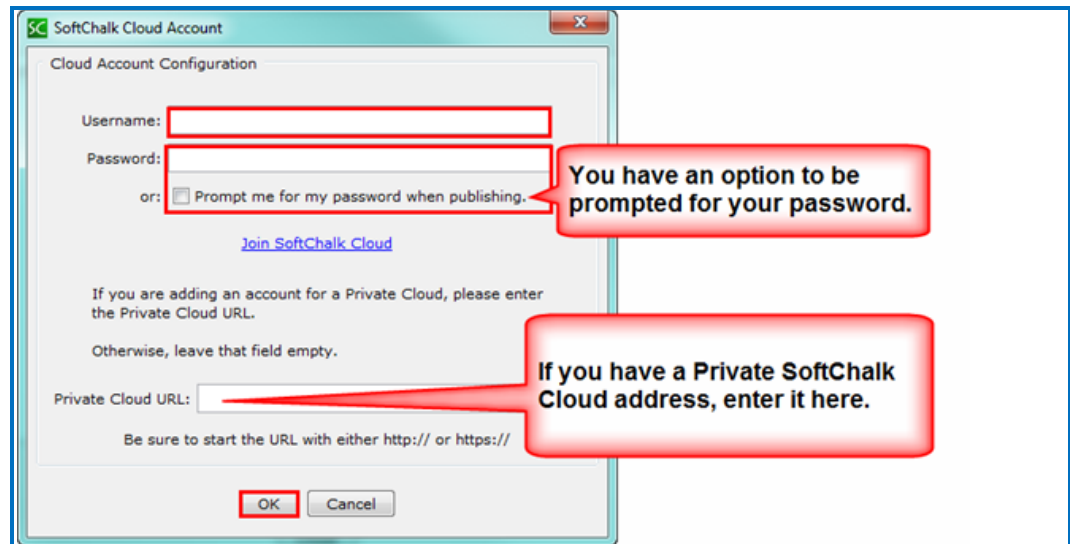 SC SoftChalk Cloud Account
x
Cloud Account Configuration
Username:
Password:
or: Prompt me for my password when publishing.
You have an option to be
prompted for your password.
Join SoftChalk Cloud
If you are adding an account for a Private Cloud, please enter
the Private Cloud URL.
Otherwise, leave that field empty.
If you have a Private SoftChalk
Cloud address, enter it here.
Private Cloud URL:
Be sure to start the URL with either http:// or https://
OK Cancel